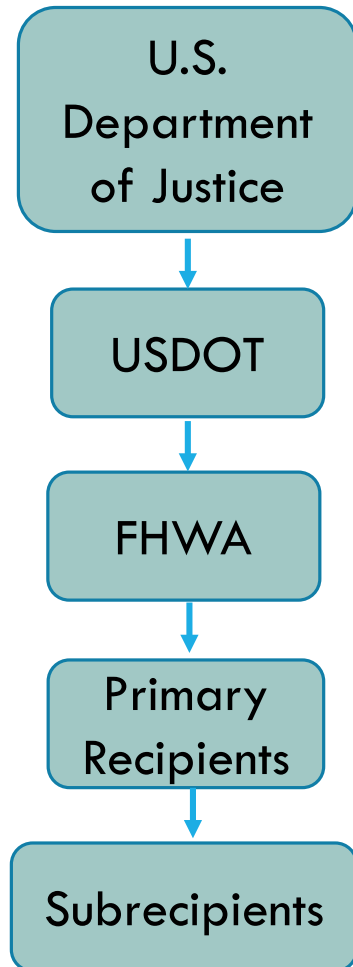 U.S.
Department
of Justice
USDOT
FHWA
Primary
Recipients
Subrecipients